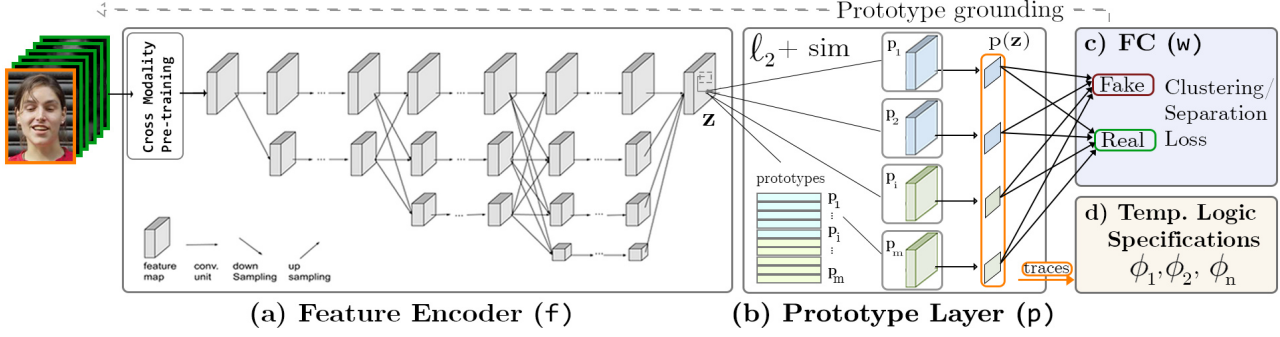 Prototype grounding
Cross Modality
Pre-training
z
feature
map
conv.
unit
down
Sampling
up
sampling
(a) Feature Encoder (f)
ℓ2+ sim
p1
p2
pi
pm
p(z)
prototypes
p1
⋮
pi
⋮
pm
(b) Prototype Layer (p)
traces
c) FC (w)
Fake
Real
Clustering/
Separation
Loss
d) Temp. Logic
Specifications
ϕ1,ϕ2, ϕn